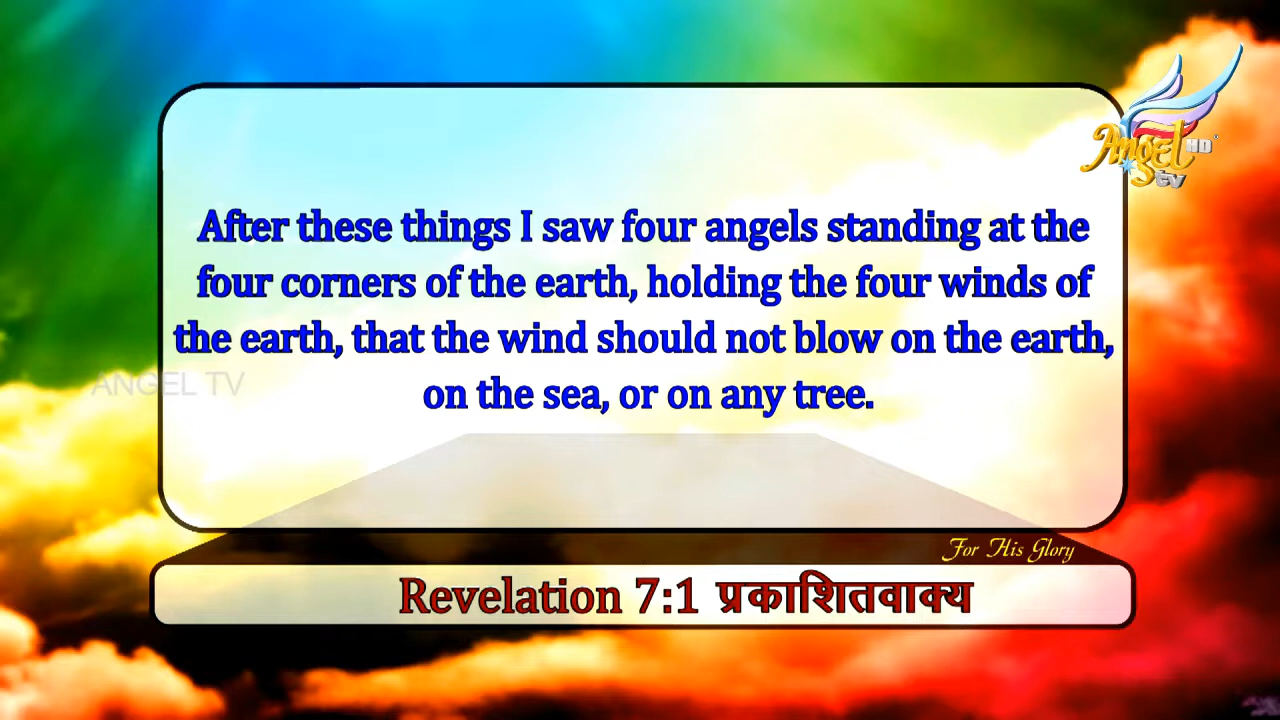 Angel HD
tv
After these things I saw four angels standing at the
four corners of the earth, holding the four winds of
the earth, that the wind should not blow on the earth,
on the sea, or on any tree.
ANGEL TV
For His Glory
Revelation 7:1 प्रकाशितवाक्य